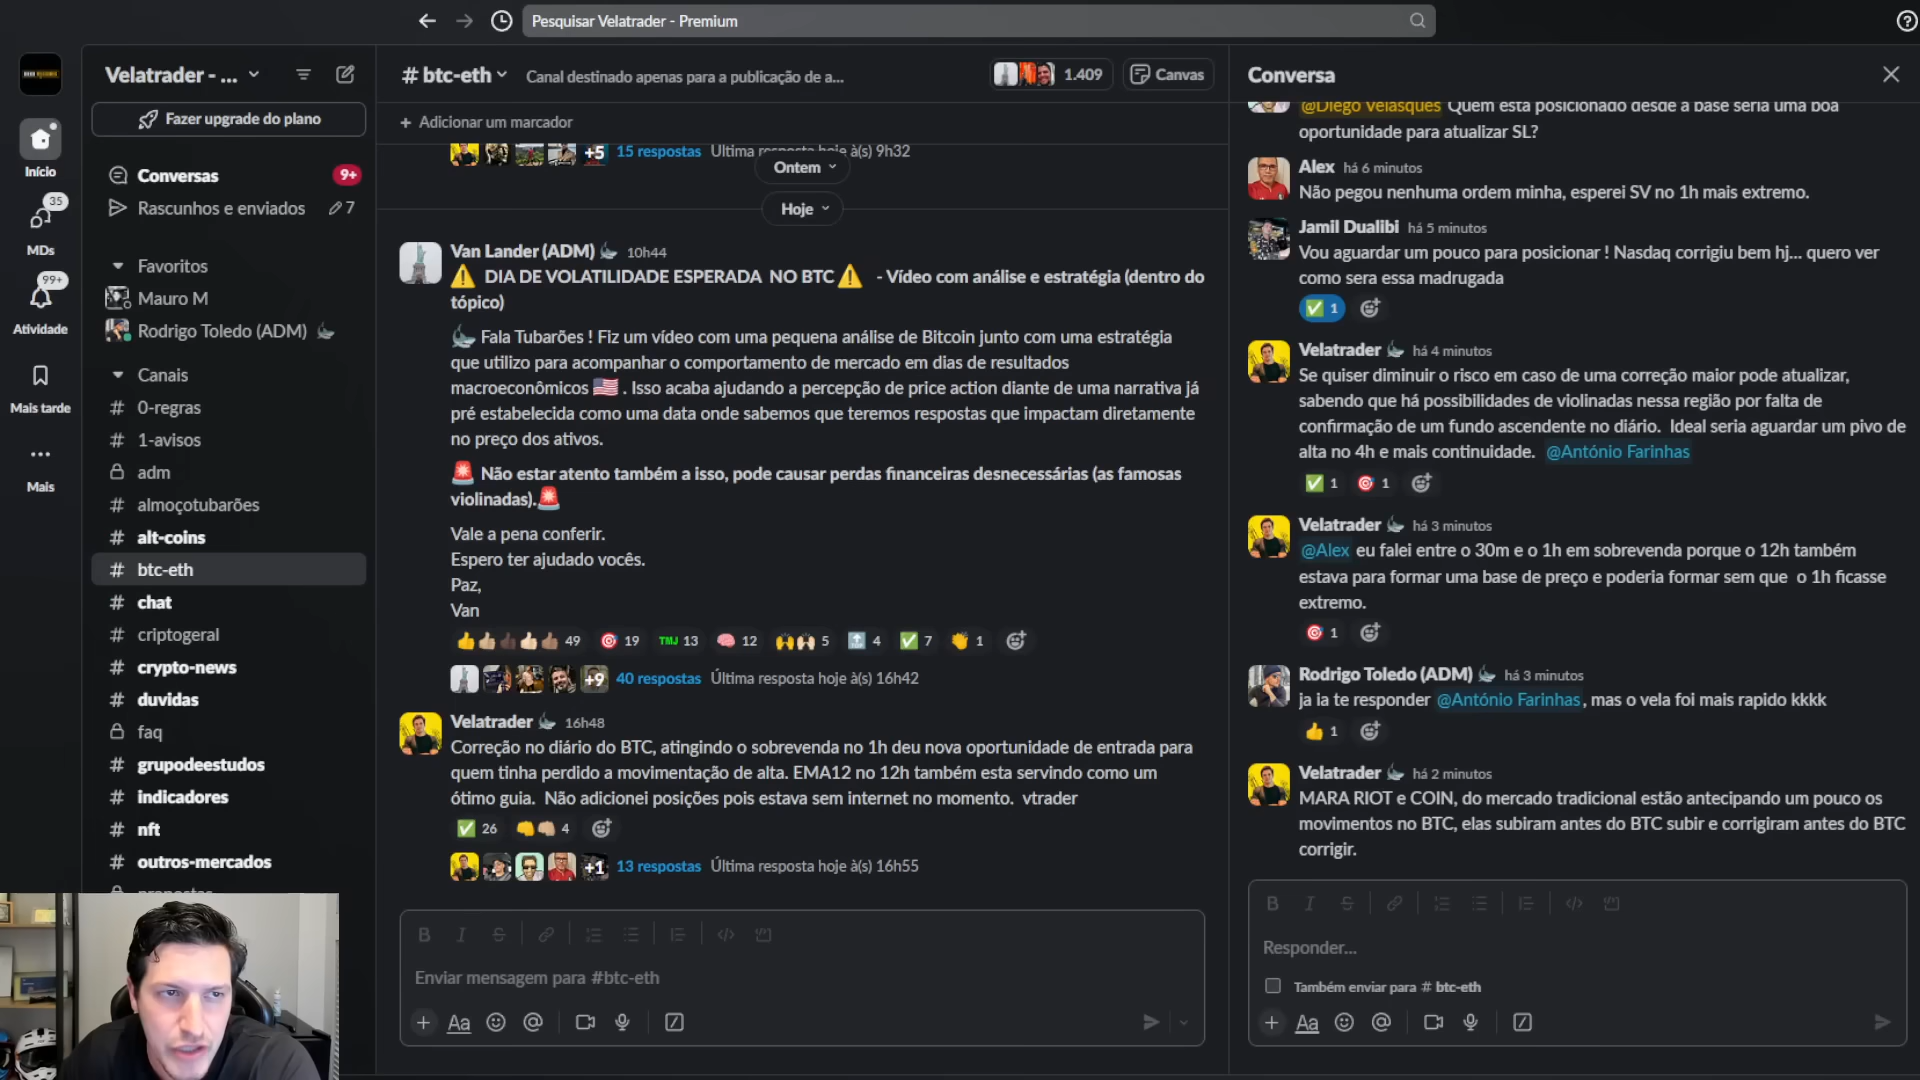 Pesquisar Velatrader - Premium
Velatrader - ...
Fazer upgrade do plano
Início
35
MDs
99+
Atividade
Mais tarde
Mais
Conversas 9+
Rascunhos e enviados 7
Favoritos
Mauro M
Rodrigo Toledo (ADM)
Canais
# 0-regras
# 1-avisos
adm
# almoçotubarões
# alt-coins
# btc-eth
# chat
# criptogeral
# crypto-news
# duvidas
faq
# grupodeestudos
# indicadores
# nft
# outros-mercados
# btc-eth
Canal destinado apenas para a publicação de a...
1.409
Canvas
+ Adicionar um marcador
+5 15 respostas Última resposta hoje à(s) 9h32
Ontem
Hoje
Van Lander (ADM) 10h44
⚠️ DIA DE VOLATILIDADE ESPERADA NO BTC ⚠️ - Vídeo com análise e estratégia (dentro do
tópico)
Fala Tubarões ! Fiz um vídeo com uma pequena análise de Bitcoin junto com uma estratégia
que utilizo para acompanhar o comportamento de mercado em dias de resultados
macroeconômicos 🇺🇸 . Isso acaba ajudando a percepção de price action diante de uma narrativa já
pré estabelecida como uma data onde sabemos que teremos respostas que impactam diretamente
no preço dos ativos.
🚨 Não estar atento também a isso, pode causar perdas financeiras desnecessárias (as famosas
violinadas).🚨
Vale a pena conferir.
Espero ter ajudado vocês.
Paz,
Van
49 19 TMJ 13 12 5 4 7 1
+9 40 respostas Última resposta hoje à(s) 16h42
Velatrader 16h48
Correção no diário do BTC, atingindo o sobrevenda no 1h deu nova oportunidade de entrada para
quem tinha perdido a movimentação de alta. EMA12 no 12h também esta servindo como um
ótimo guia. Não adicionei posições pois estava sem internet no momento. vtrader
26 4
+1 13 respostas Última resposta hoje à(s) 16h55
Enviar mensagem para #btc-eth
Conversa
@Diego Velasques Quem esta posicionado desde a base seria uma boa
oportunidade para atualizar SL?
Alex há 6 minutos
Não pegou nenhuma ordem minha, esperei SV no 1h mais extremo.
Jamil Dualibi há 5 minutos
Vou aguardar um pouco para posicionar ! Nasdaq corrigiu bem hj... quero ver
como sera essa madrugada
1
Velatrader há 4 minutos
Se quiser diminuir o risco em caso de uma correção maior pode atualizar,
sabendo que há possibilidades de violinadas nessa região por falta de
confirmação de um fundo ascendente no diário. Ideal seria aguardar um pivo de
alta no 4h e mais continuidade. @António Farinhas
1 1
Velatrader há 3 minutos
@Alex eu falei entre o 30m e o 1h em sobrevenda porque o 12h também
estava para formar uma base de preço e poderia formar sem que o 1h ficasse
extremo.
1
Rodrigo Toledo (ADM) há 3 minutos
ja ia te responder @António Farinhas, mas o vela foi mais rapido kkkk
1
Velatrader há 2 minutos
MARA RIOT e COIN, do mercado tradicional estão antecipando um pouco os
movimentos no BTC, elas subiram antes do BTC subir e corrigiram antes do BTC
corrigir.
Responder...
Também enviar para # btc-eth